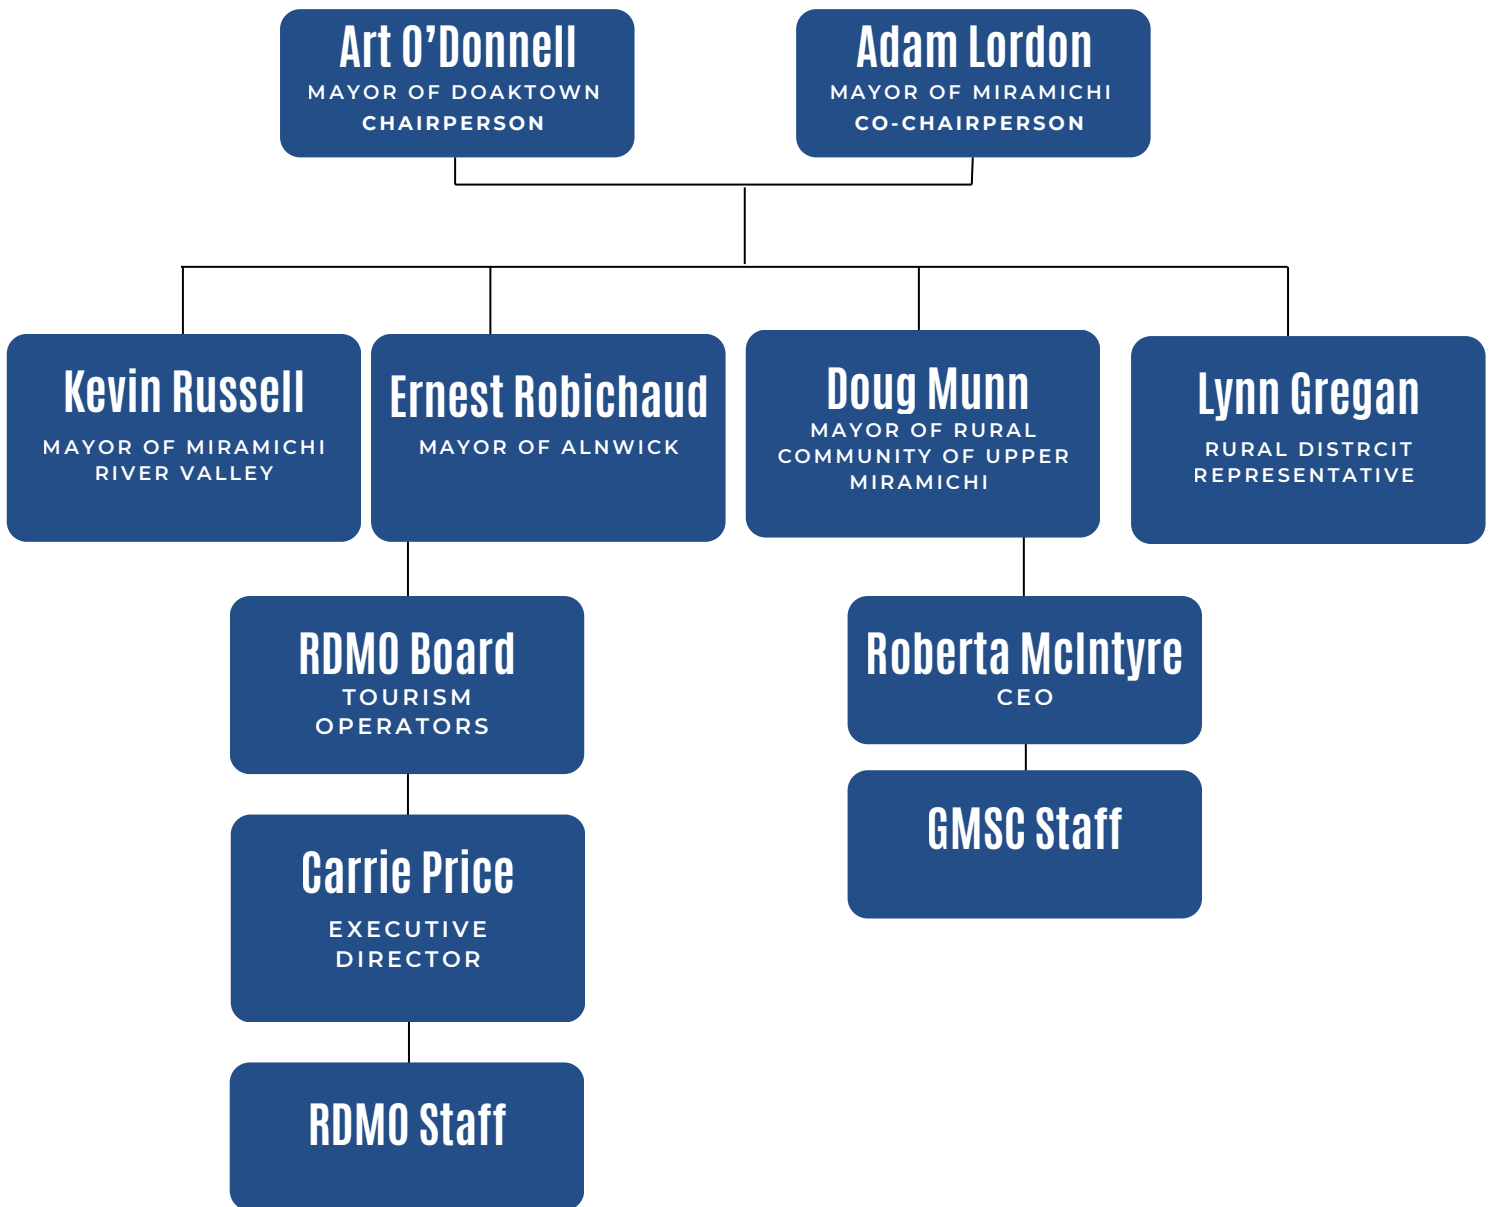 Art O’Donnell
MAYOR OF DOAKTOWN
CHAIRPERSON
Adam Lordon
MAYOR OF MIRAMICHI
CO-CHAIRPERSON
Kevin Russell
MAYOR OF MIRAMICHI
RIVER VALLEY
Ernest Robichaud
MAYOR OF ALNWICK
Doug Munn
MAYOR OF RURAL
COMMUNITY OF UPPER
MIRAMICHI
Lynn Gregan
RURAL DISTRCIT
REPRESENTATIVE
RDMO Board
TOURISM
OPERATORS
Roberta McIntyre
CEO
Carrie Price
EXECUTIVE
DIRECTOR
GMSC Staff
RDMO Staff